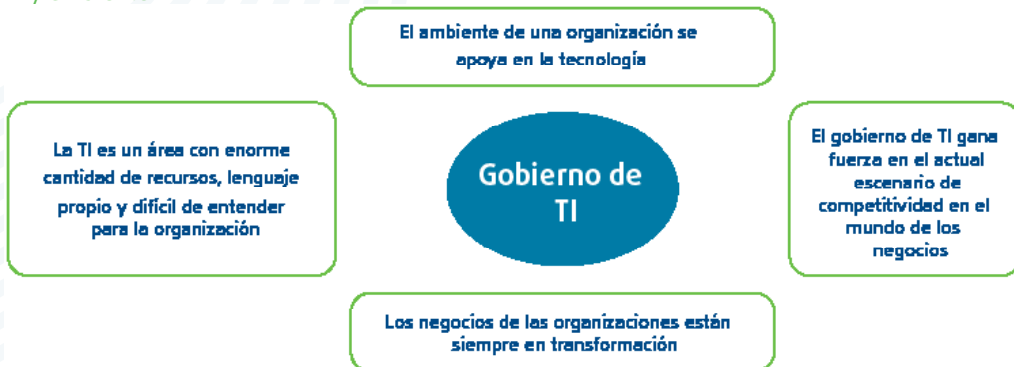 El ambiente de una organización se
apoya en la tecnología
La TI es un área con enorme
cantidad de recursos, lenguaje
propio y difícil de entender
para la organización
Gobierno de
TI
El gobierno de TI gana
fuerza en el actual
escenario de
competitividad en el
mundo de los
negocios
Los negocios de las organizaciones están
siempre en transformación